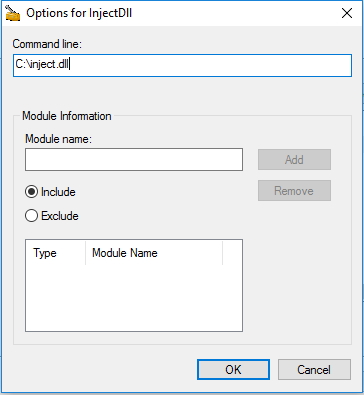 Options for InjectDll
Command line:
C:\inject.dll
Module Information
Module name:
Add
Include
Remove
Exclude
Type Module Name
OK Cancel